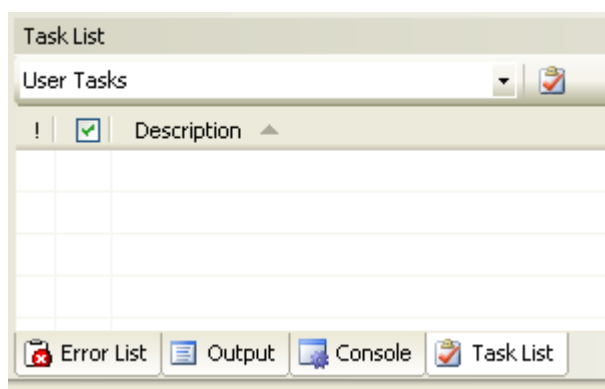 Task List
User Tasks
! Description
Error List Output Console Task List